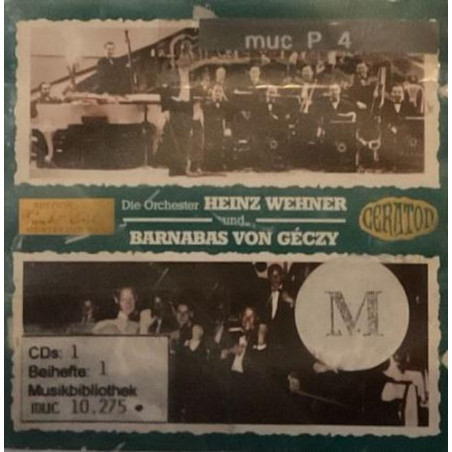 muc P 4
Die Orchester HEINZ WEHNER
und
BARNABAS VON GÉCZY
CERATON
M
CDs: 1
Beihefte: 1
Musikbibliothek
muc 10.275